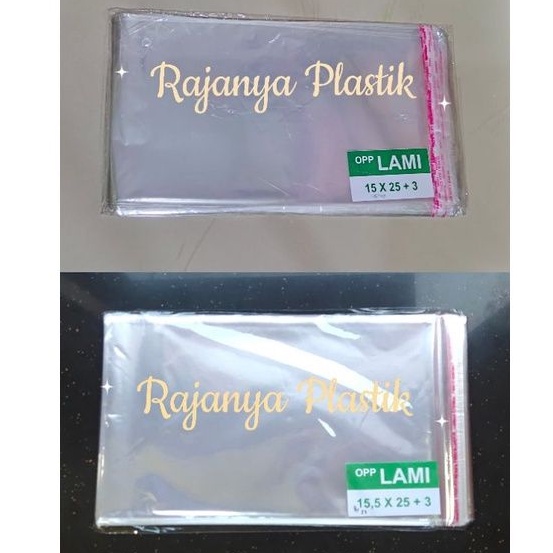 Rajanya Plastik
OPP LAMI
15 X 25 + 3
Rajanya Plastik
OPP LAMI
15,5 X 25 + 3